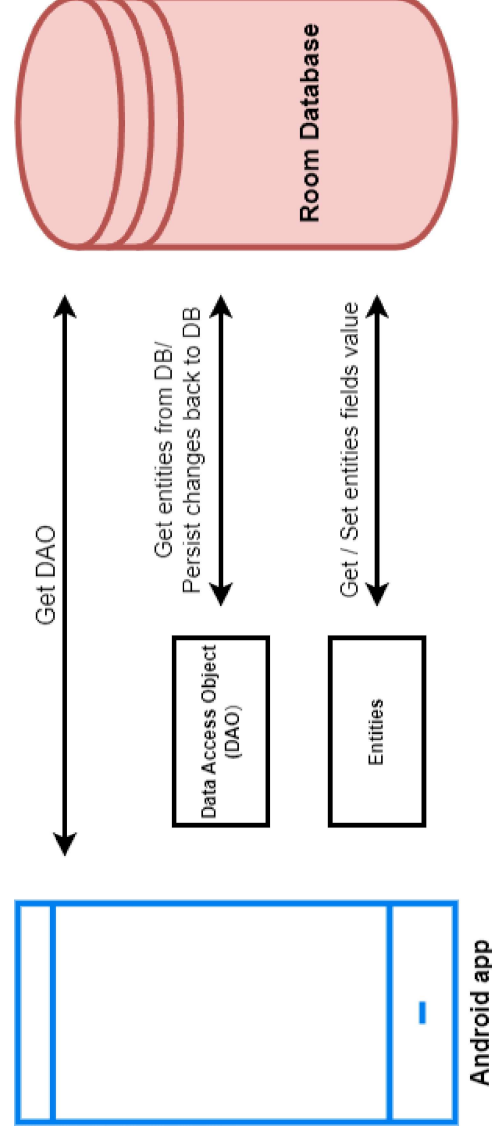 Get DAO
Get entities from DB/
Persist changes back to DB
Data Access Object
(DAO)
Get / Set entities fields value
Entities
Android app
Room Database